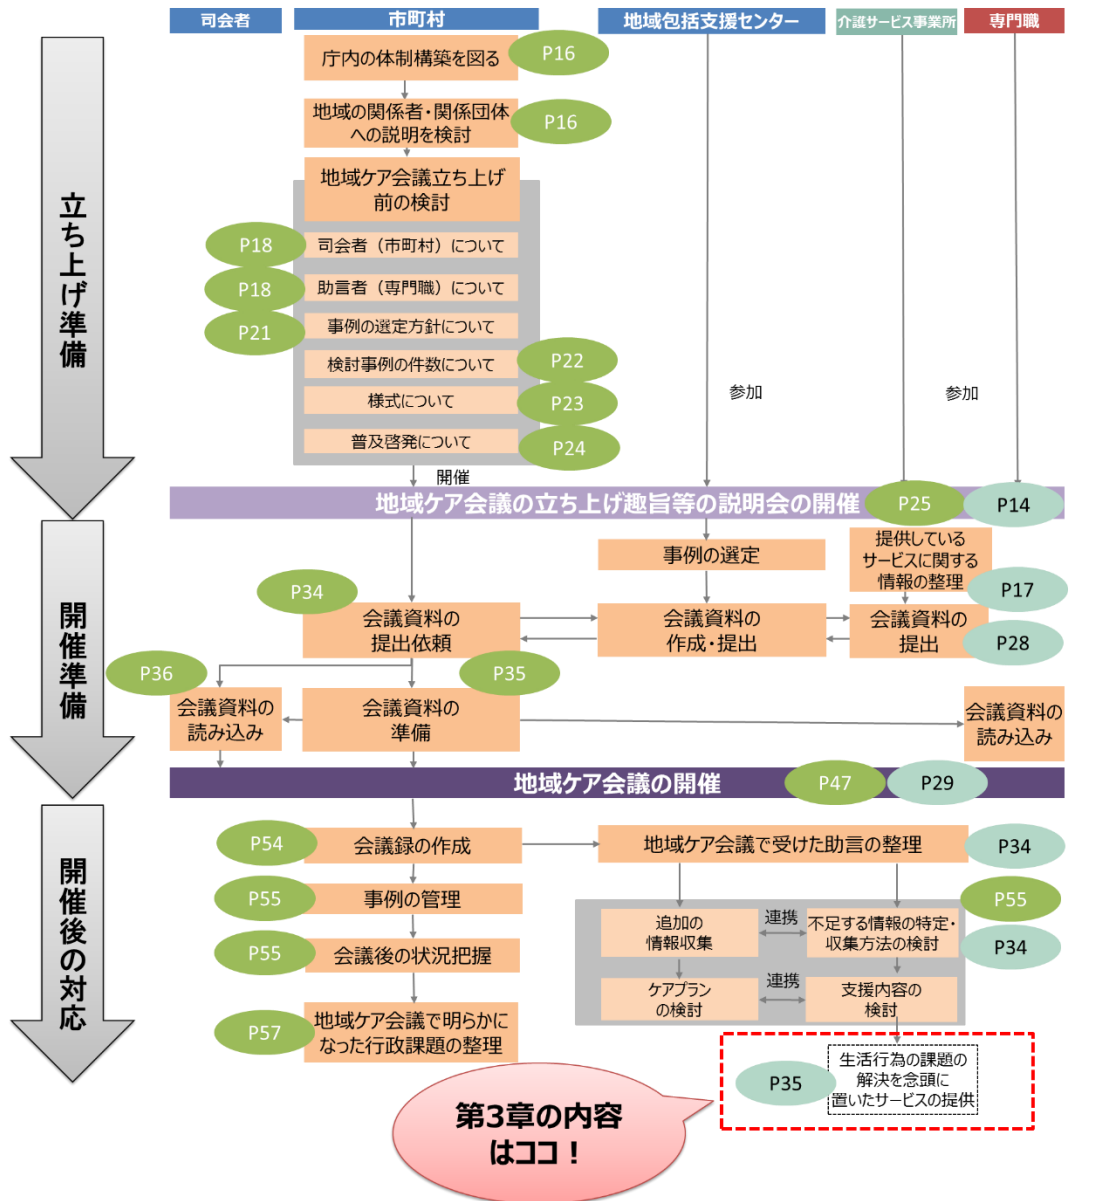 司会者
市町村
地域包括支援センター
介護サービス事業所
専門職
立ち上げ準備
庁内の体制構築を図る
P16
地域の関係者・関係団体
への説明を検討
P16
地域ケア会議立ち上げ
前の検討
P18
司会者（市町村）について
P18
助言者（専門職）について
P21
事例の選定方針について
検討事例の件数について
P22
様式について
P23
普及啓発について
P24
参加
参加
開催
地域ケア会議の立ち上げ趣旨等の説明会の開催
P25
P14
開催準備
事例の選定
提供している
サービスに関する
情報の整理
P17
P34
会議資料の
提出依頼
会議資料の
作成・提出
会議資料の
提出
P28
P36
P35
会議資料の
読み込み
会議資料の
準備
会議資料の
読み込み
地域ケア会議の開催
P47
P29
開催後の対応
P54
会議録の作成
地域ケア会議で受けた助言の整理
P34
P55
事例の管理
P55
追加の
情報収集
連携
不足する情報の特定・
収集方法の検討
P34
P55
会議後の状況把握
ケアプラン
の検討
連携
支援内容の
検討
P57
地域ケア会議で明らかに
なった行政課題の整理
P35
生活行為の課題の
解決を念頭に
置いたサービスの提供
第3章の内容
はココ！